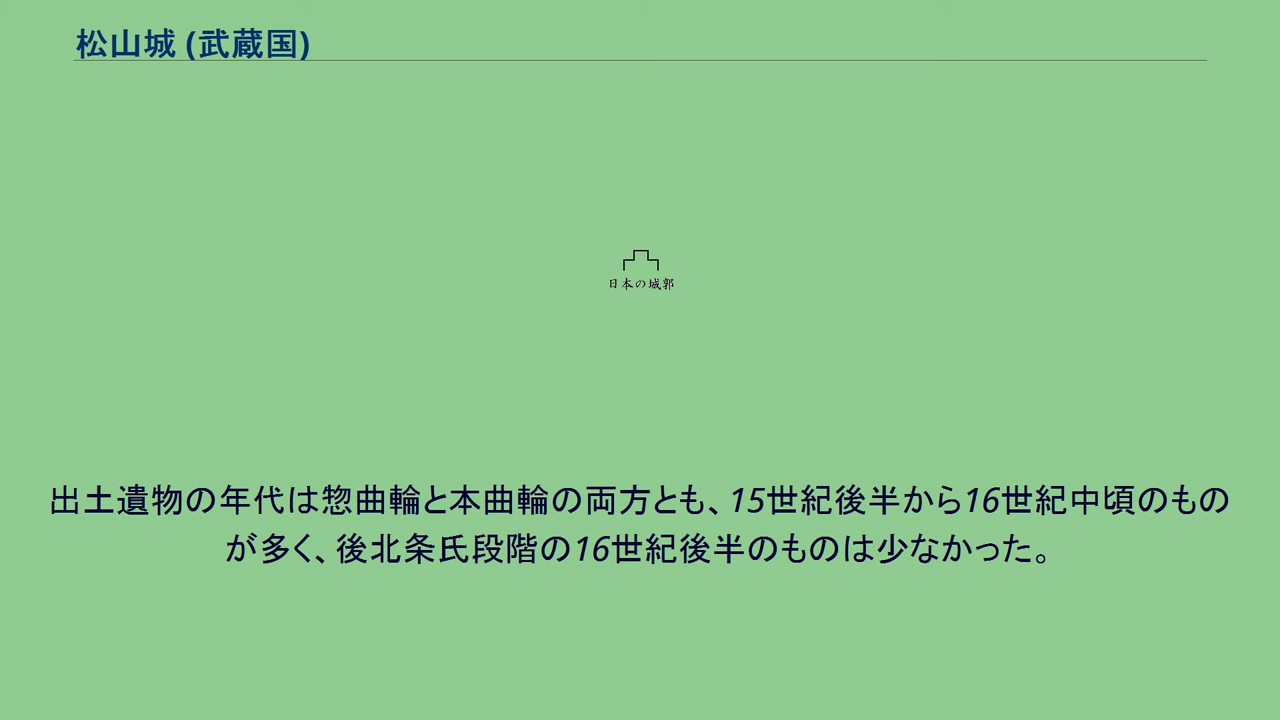 松山城 (武蔵国)
日本の城郭
出土遺物の年代は惣曲輪と本曲輪の両方とも、15世紀後半から16世紀中頃のもの
が多く、後北条氏段階の16世紀後半のものは少なかった。